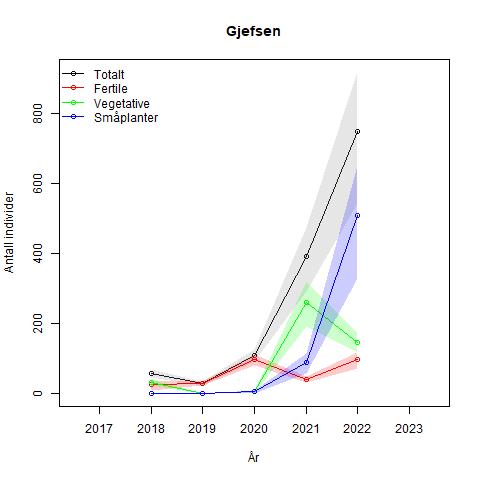 Gjefsen
Totalt
Fertile
Vegetative
Småplanter
Antall individer
0
200
400
600
800
2017 2018 2019 2020 2021 2022 2023
År